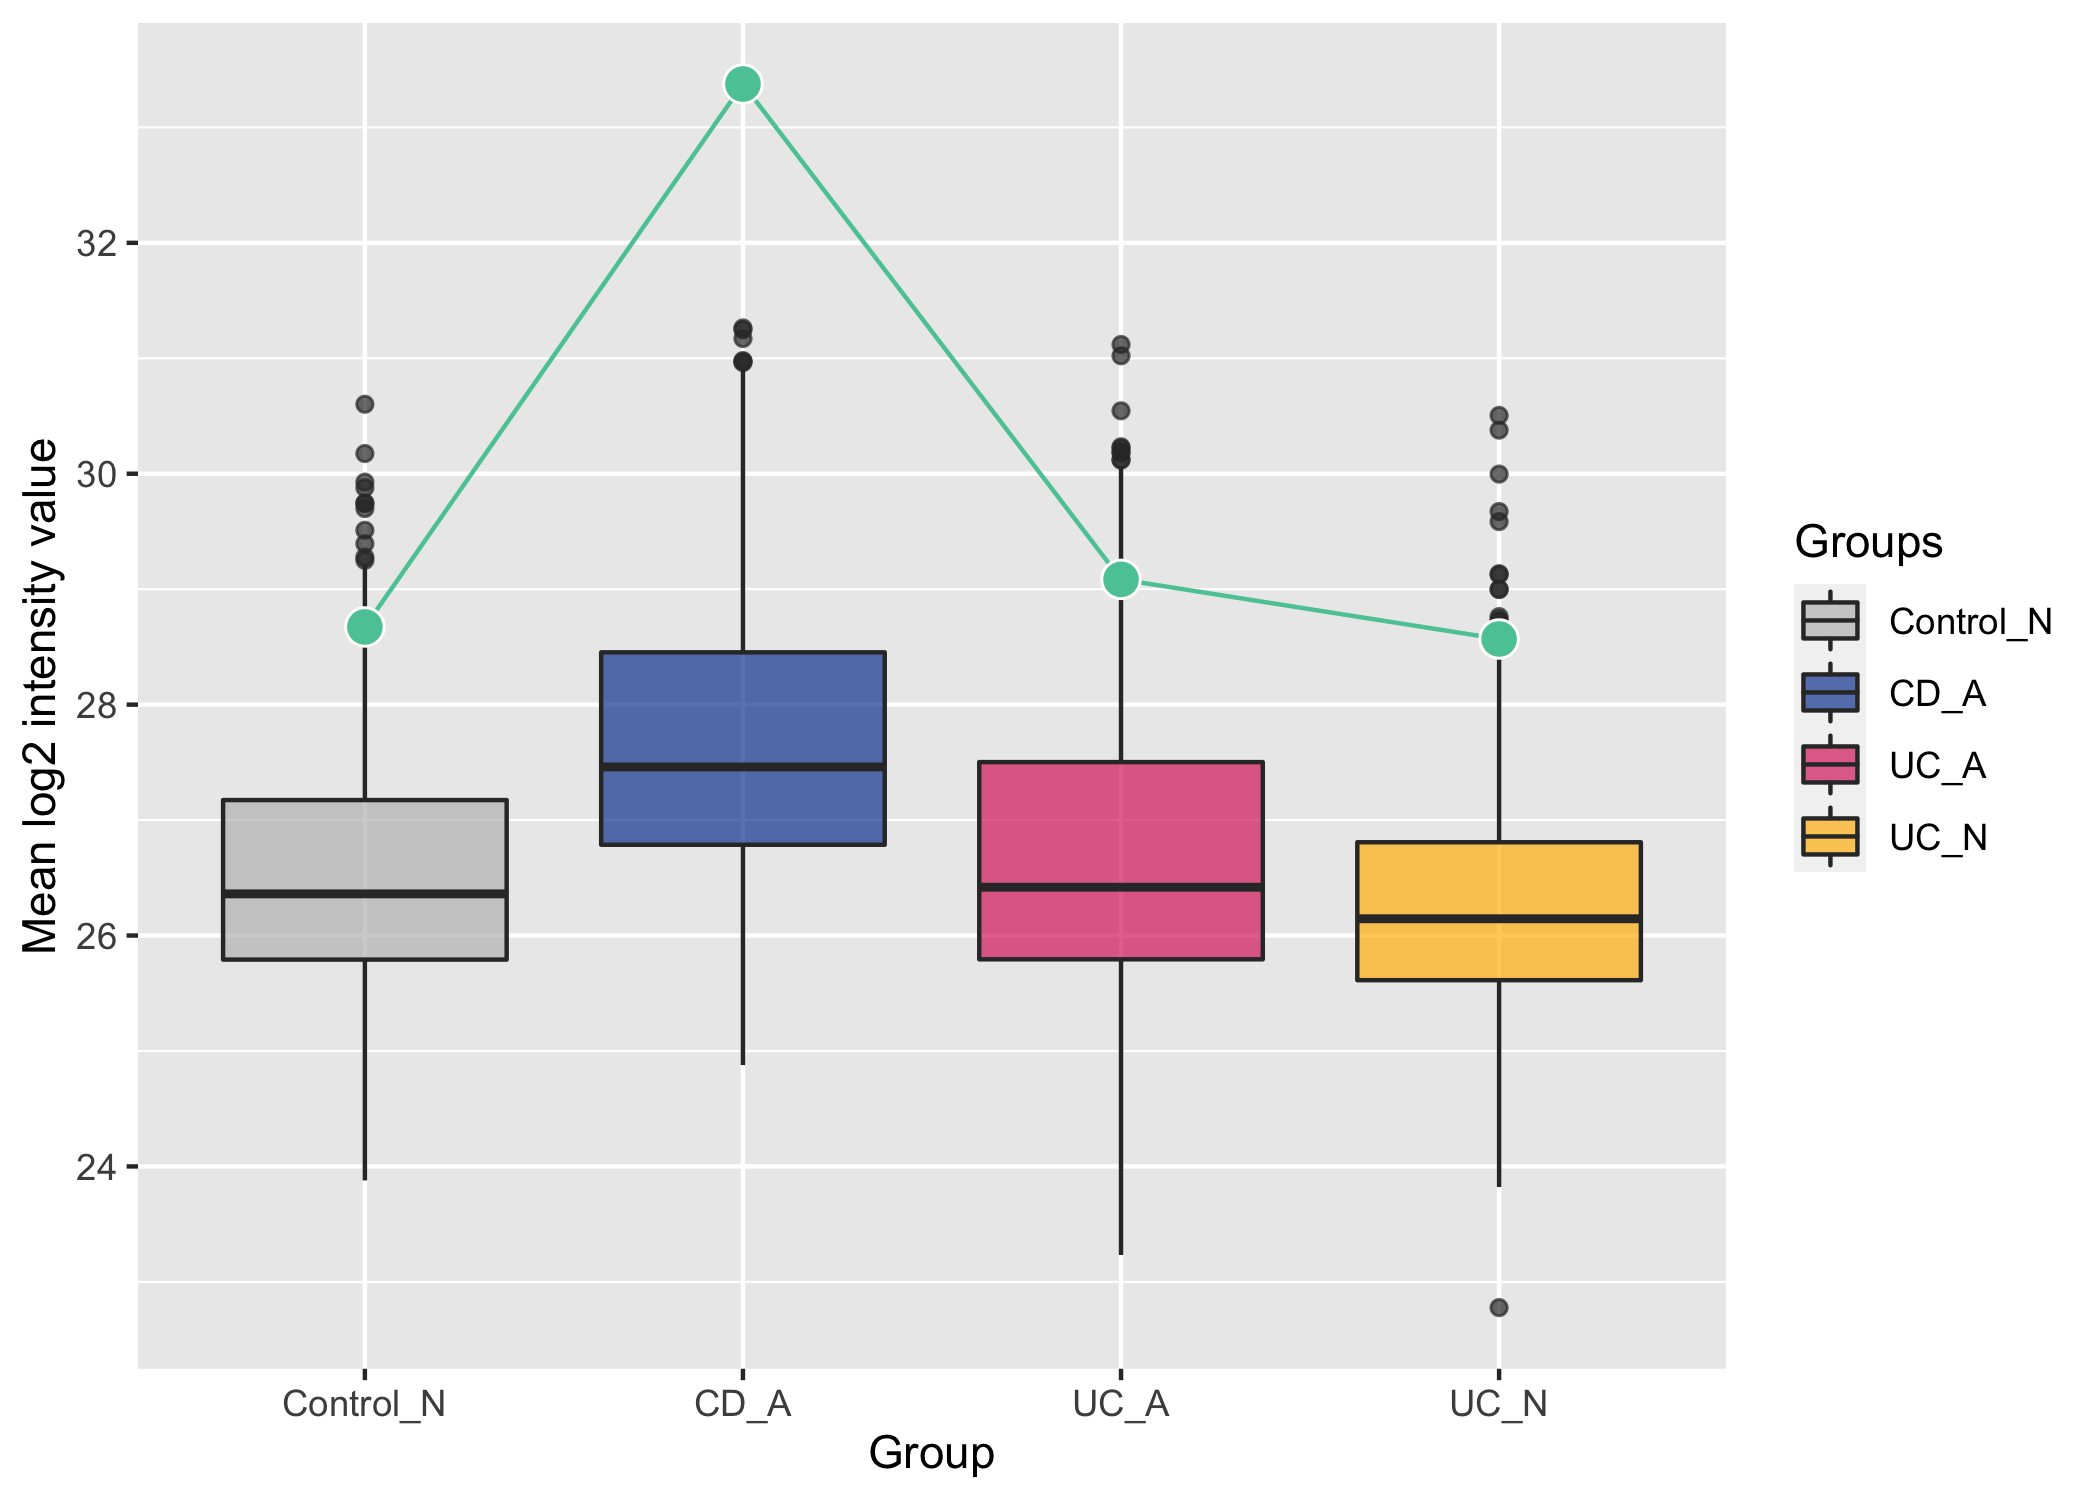 Mean log2 intensity value
32
30
28
26
24
Control_N
CD_A
UC_A
UC_N
Group
Groups
Control_N
CD_A
UC_A
UC_N